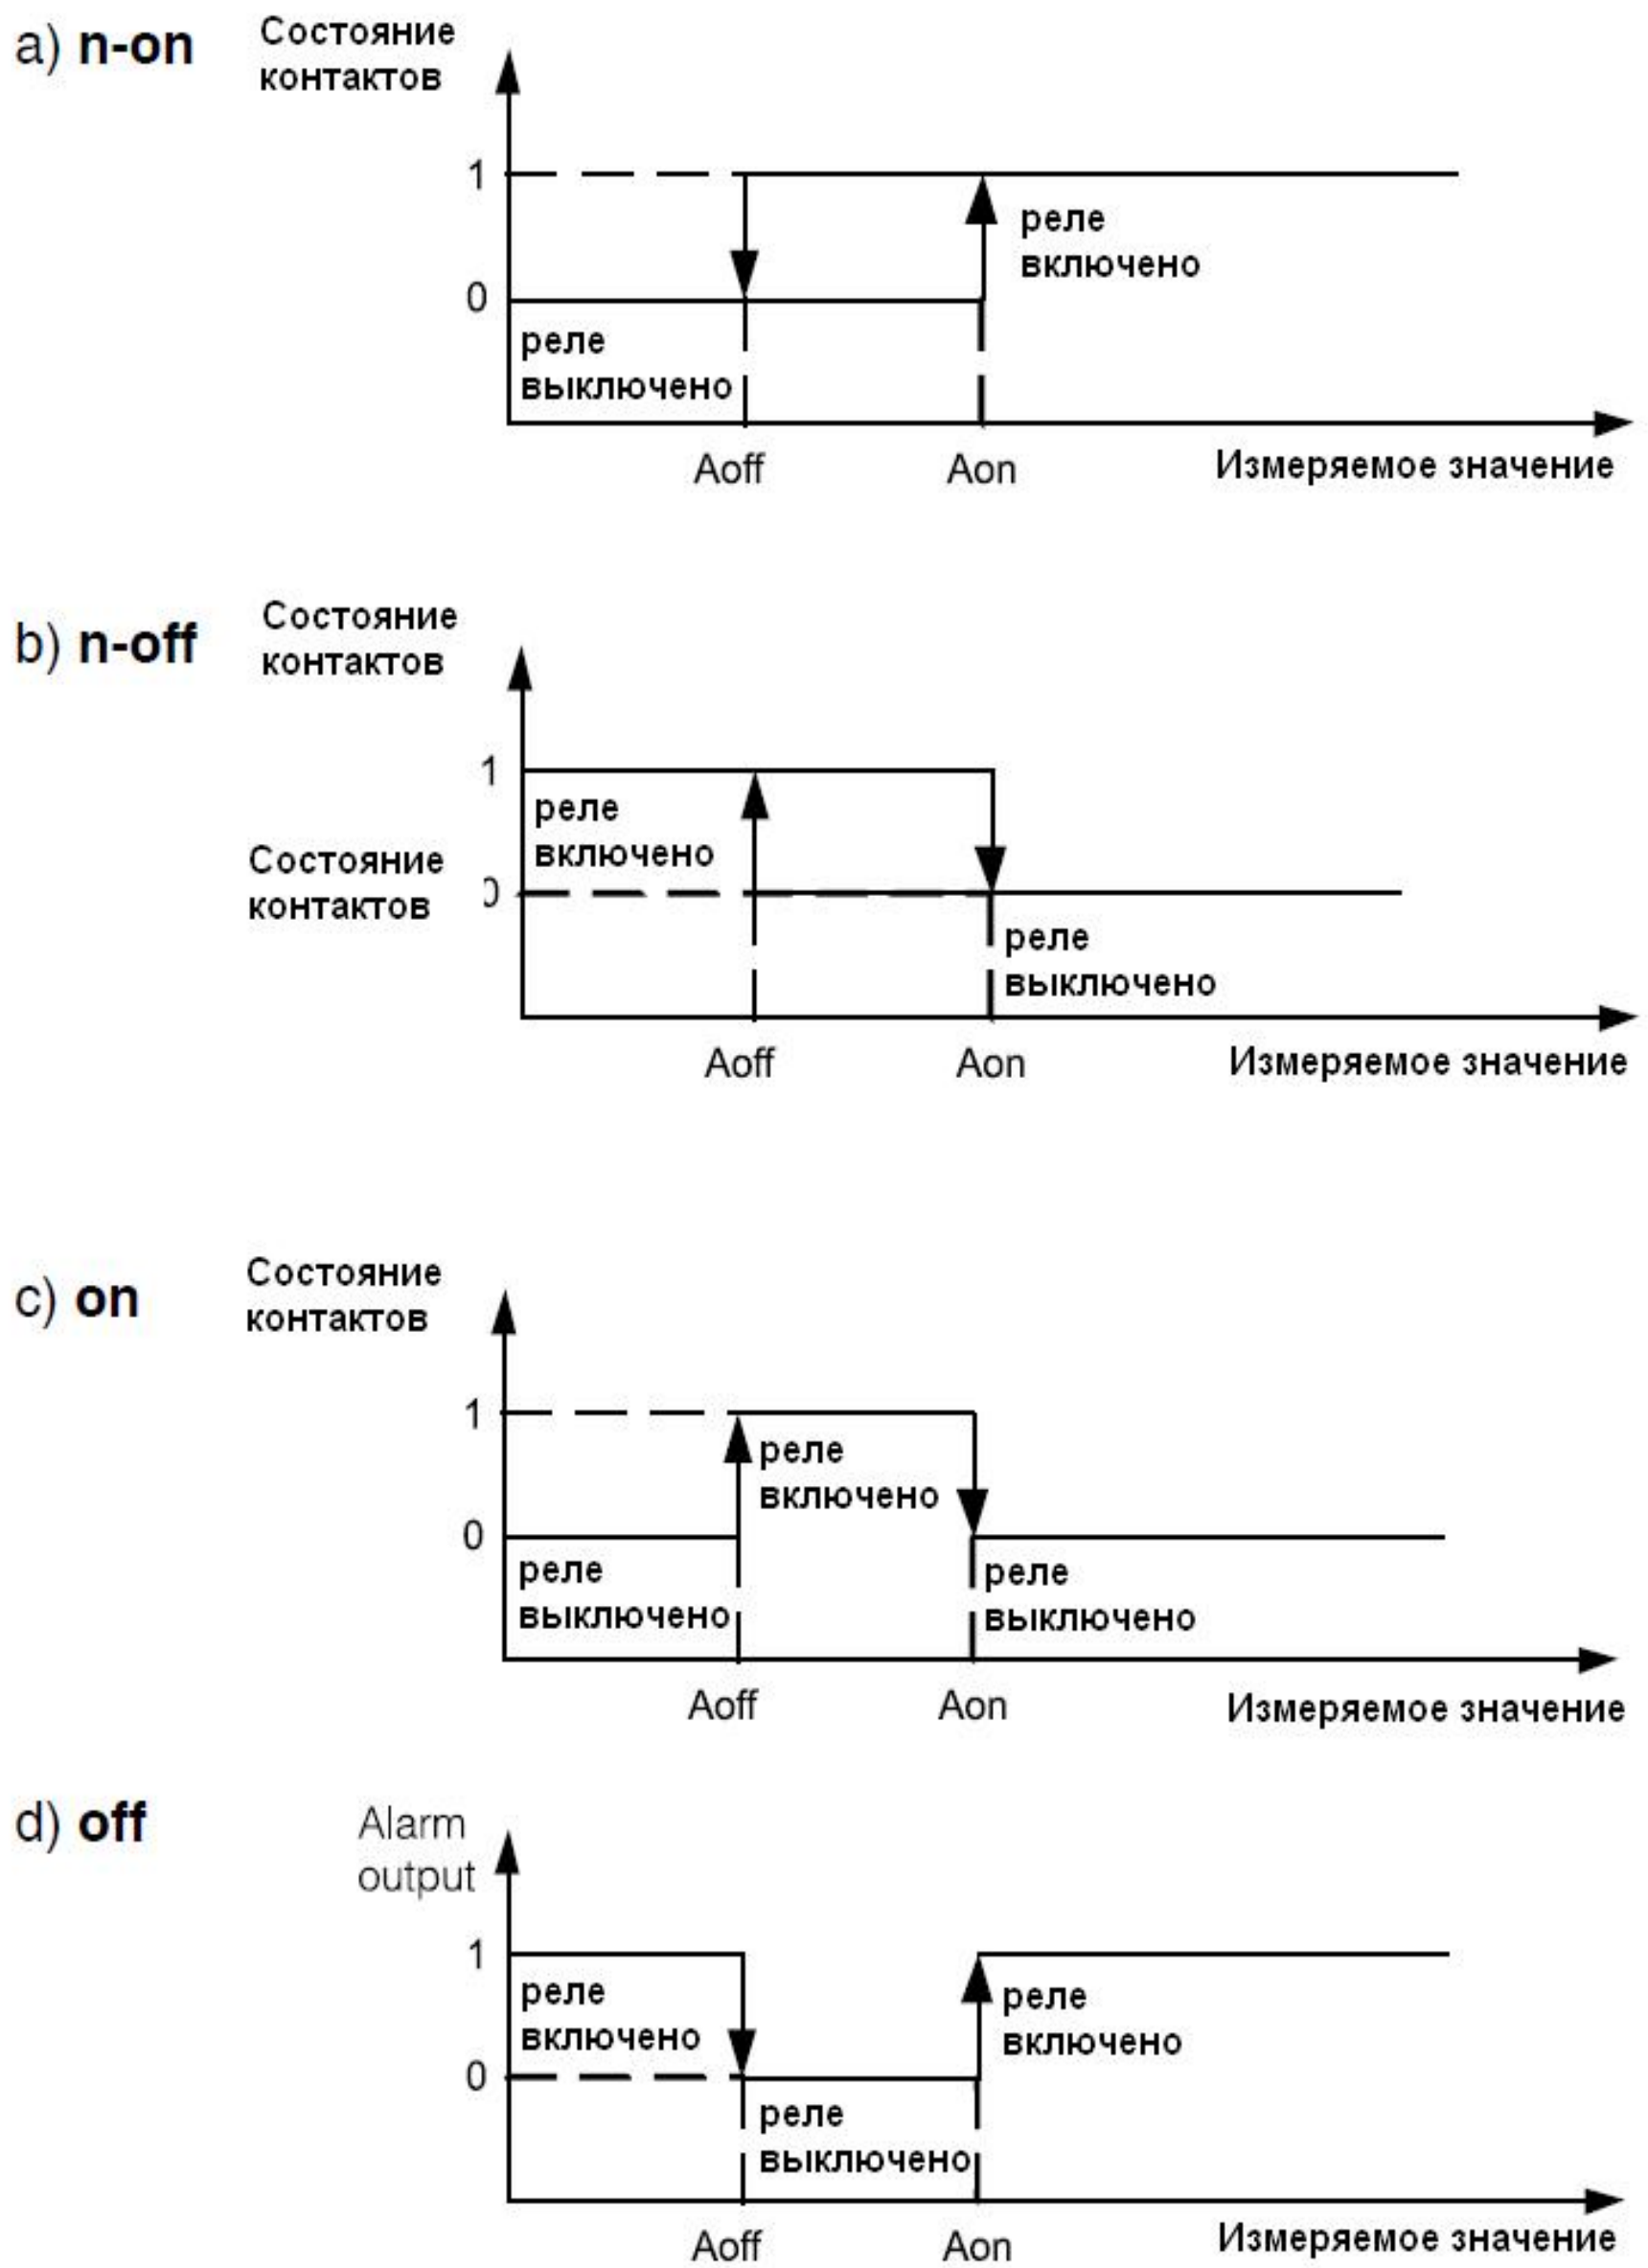 a) n-on
Состояние
контактов
1
реле
включено
0
реле
выключено
Aoff
Aon
Измеряемое значение
b) n-off
Состояние
контактов
1
реле
включено
Состояние
контактов
0
реле
выключено
Aoff
Aon
Измеряемое значение
c) on
Состояние
контактов
1
реле
включено
0
реле
выключено
реле
выключено
Aoff
Aon
Измеряемое значение
d) off
Alarm
output
1
реле
включено
реле
включено
0
реле
выключено
Aoff
Aon
Измеряемое значение